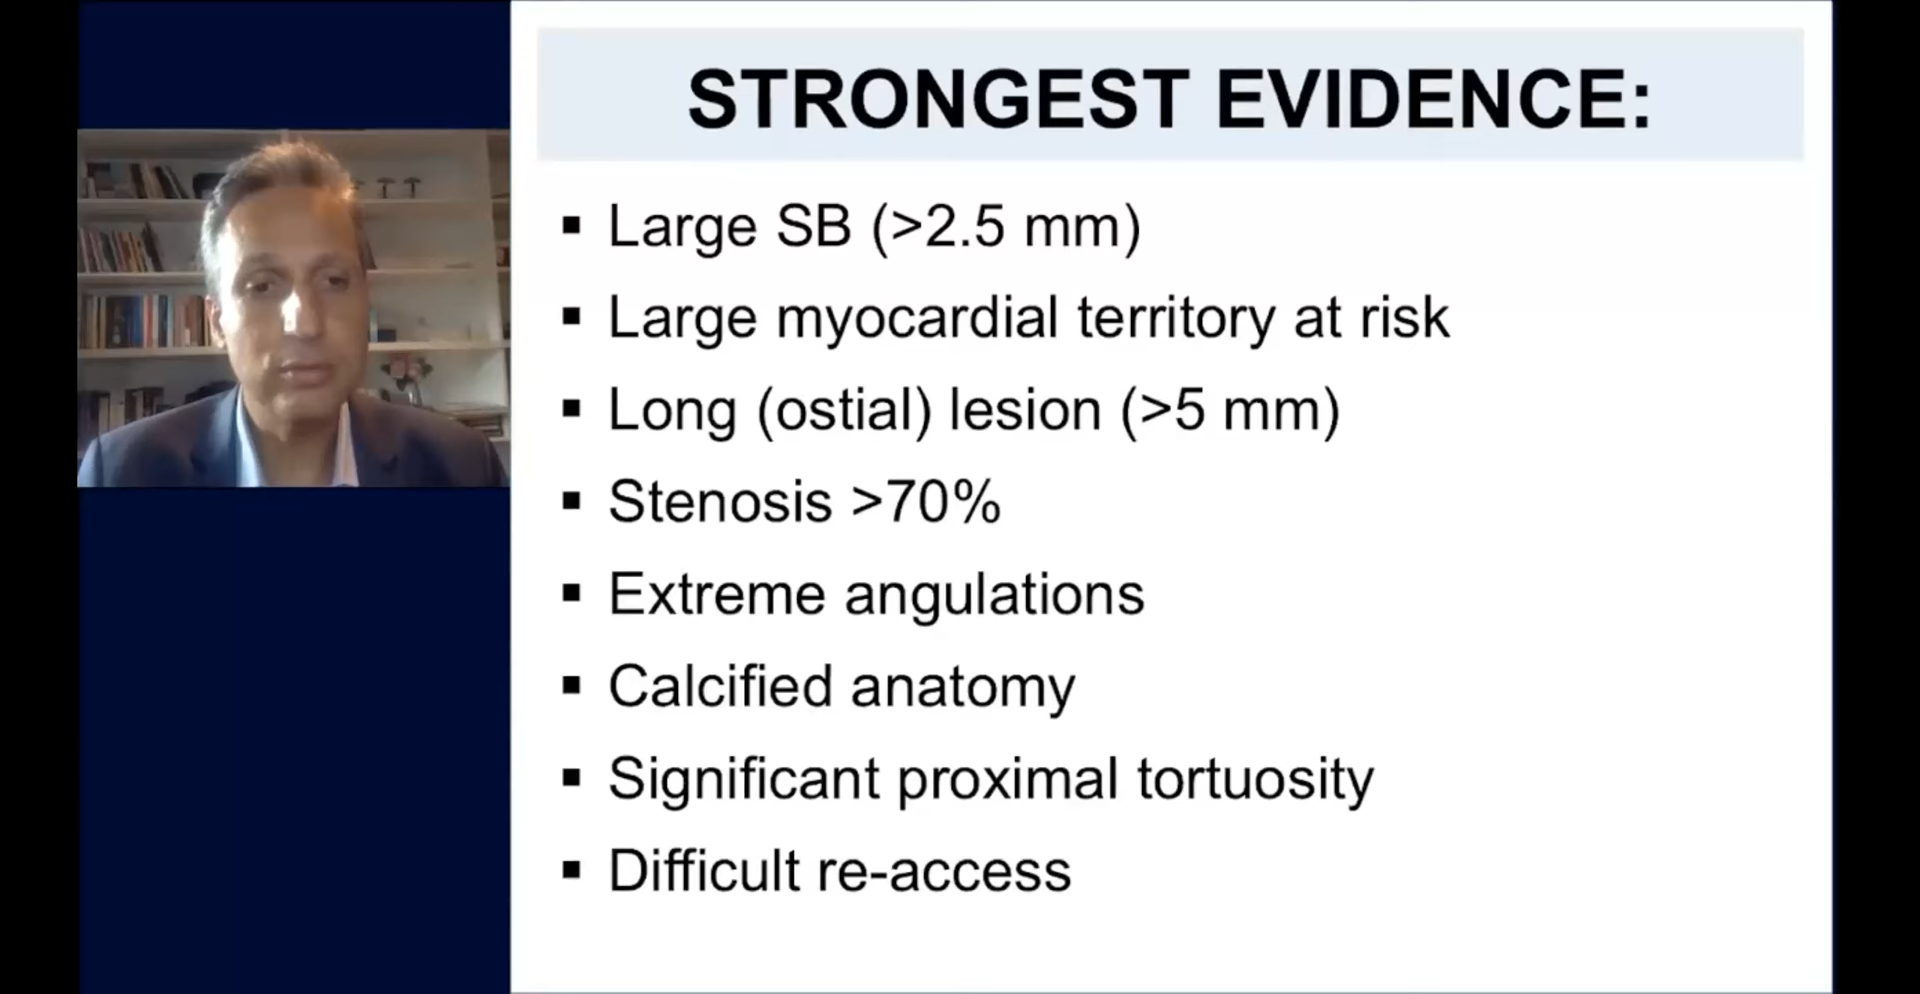 STRONGEST EVIDENCE:
▪ Large SB (>2.5 mm)
▪ Large myocardial territory at risk
▪ Long (ostial) lesion (>5 mm)
▪ Stenosis >70%
▪ Extreme angulations
▪ Calcified anatomy
▪ Significant proximal tortuosity
▪ Difficult re-access